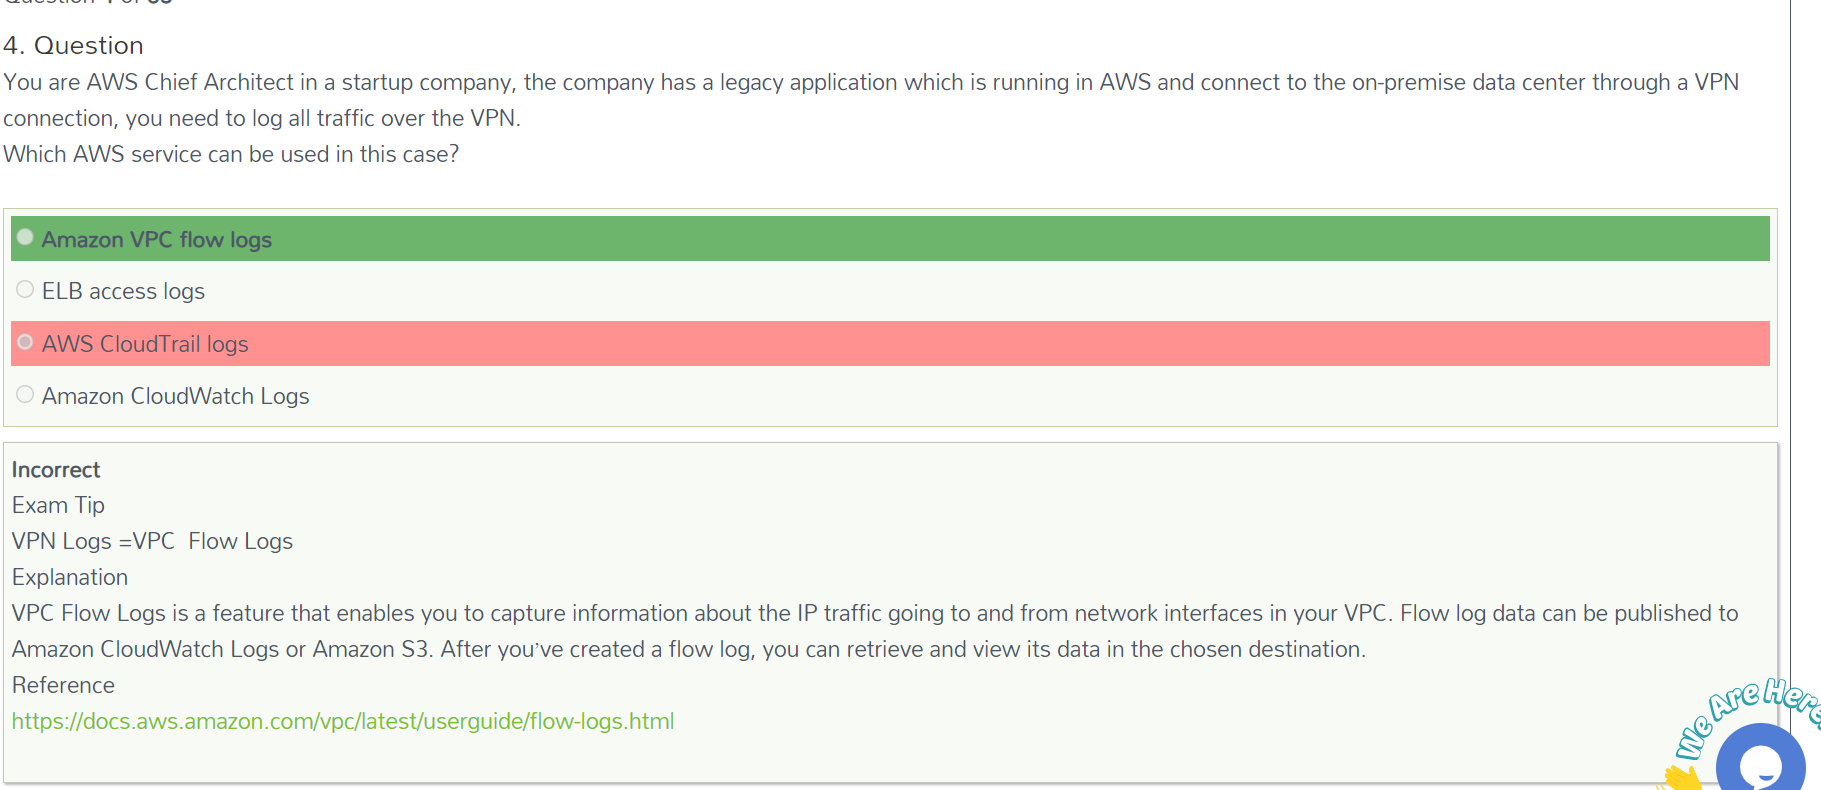 4. Question
You are AWS Chief Architect in a startup company, the company has a legacy application which is running in AWS and connect to the on-premise data center through a VPN
connection, you need to log all traffic over the VPN.
Which AWS service can be used in this case?
Amazon VPC flow logs
ELB access logs
AWS CloudTrail logs
Amazon CloudWatch Logs
Incorrect
Exam Tip
VPN Logs =VPC  Flow Logs
Explanation
VPC Flow Logs is a feature that enables you to capture information about the IP traffic going to and from network interfaces in your VPC. Flow log data can be published to
Amazon CloudWatch Logs or Amazon S3. After you’ve created a flow log, you can retrieve and view its data in the chosen destination.
Reference
https://docs.aws.amazon.com/vpc/latest/userguide/flow-logs.html
We Are Here